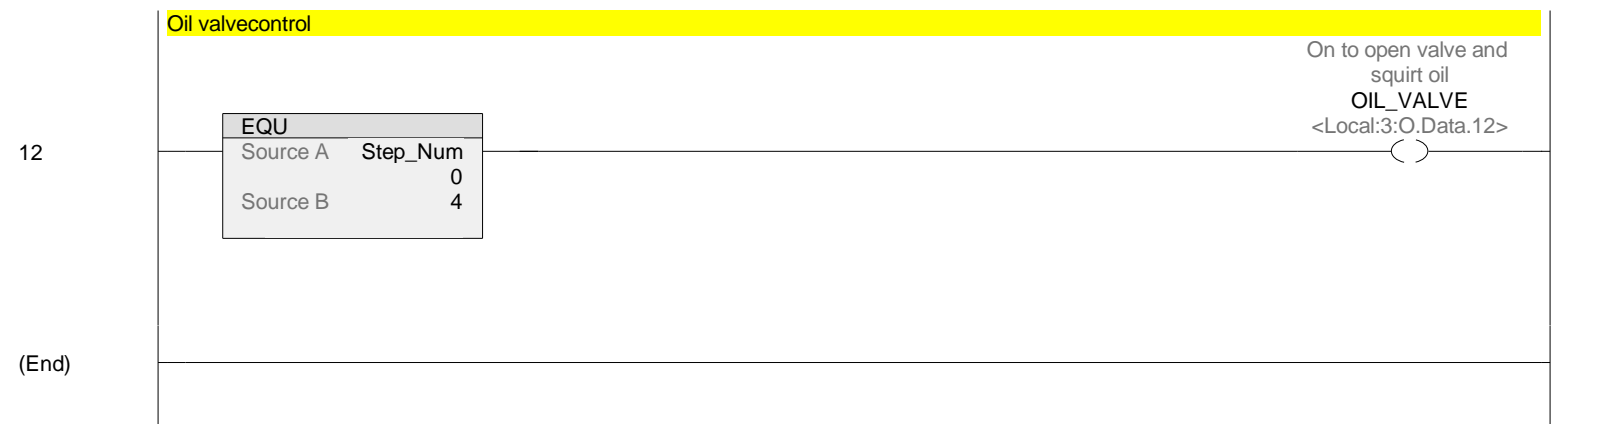 Oil valvecontrol
On to open valve and
squirt oil
OIL_VALVE
<Local:3:O.Data.12>
EQU
12
Source A Step_Num
0
Source B 4
(End)